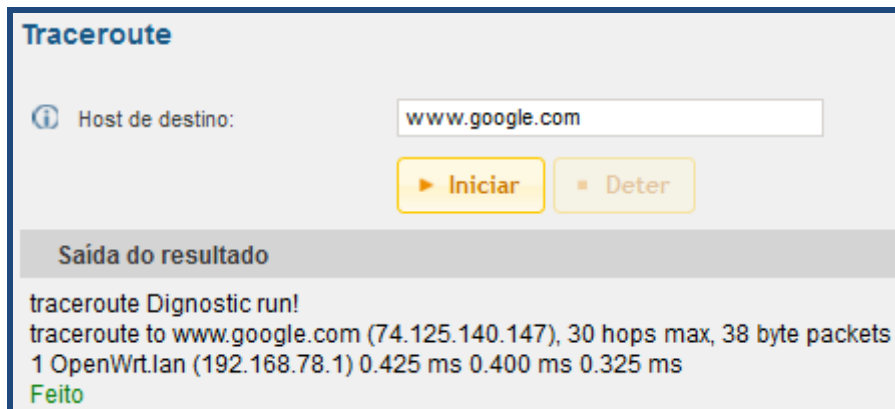 Traceroute
Host de destino:
www.google.com
Iniciar
Deter
Saída do resultado
traceroute Dignostic run!
traceroute to www.google.com (74.125.140.147), 30 hops max, 38 byte packets
1 OpenWrt.lan (192.168.78.1) 0.425 ms 0.400 ms 0.325 ms
Feito